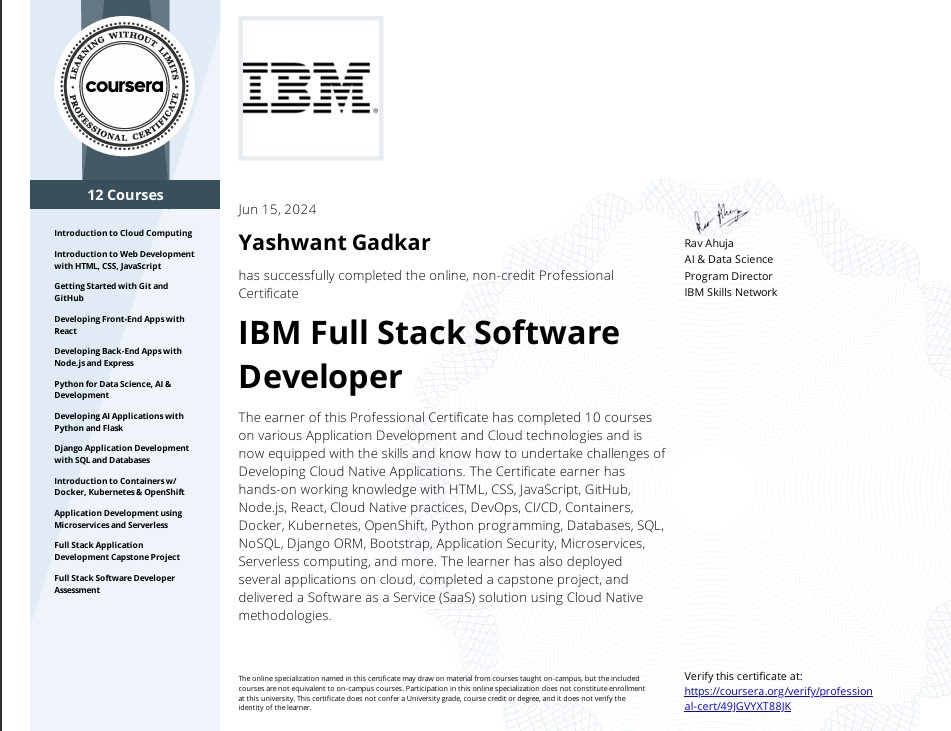 LEARNING WITHOUT LIMITS
coursera
PROFESSIONAL CERTIFICATE
IBM®
12 Courses
Introduction to Cloud Computing
Introduction to Web Development
with HTML, CSS, JavaScript
Getting Started with Git and
GitHub
Developing Front-End Apps with
React
Developing Back-End Apps with
Node.js and Express
Python for Data Science, AI &
Development
Developing AI Applications with
Python and Flask
Django Application Development
with SQL and Databases
Introduction to Containers w/
Docker, Kubernetes & OpenShift
Application Development using
Microservices and Serverless
Full Stack Application
Development Capstone Project
Full Stack Software Developer
Assessment
Jun 15, 2024
Yashwant Gadkar
has successfully completed the online, non-credit Professional
Certificate
IBM Full Stack Software
Developer
The earner of this Professional Certificate has completed 10 courses
on various Application Development and Cloud technologies and is
now equipped with the skills and know how to undertake challenges of
Developing Cloud Native Applications. The Certificate earner has
hands-on working knowledge with HTML, CSS, JavaScript, GitHub,
Node.js, React, Cloud Native practices, DevOps, CI/CD, Containers,
Docker, Kubernetes, OpenShift, Python programming, Databases, SQL,
NoSQL, Django ORM, Bootstrap, Application Security, Microservices,
Serverless computing, and more. The learner has also deployed
several applications on cloud, completed a capstone project, and
delivered a Software as a Service (SaaS) solution using Cloud Native
methodologies.
Rav Ahuja
Rav Ahuja
AI & Data Science
Program Director
IBM Skills Network
The online specialization named in this certificate may draw on material from courses taught on-campus, but the included
courses are not equivalent to on-campus courses. Participation in this online specialization does not constitute enrollment
at this university. This certificate does not confer a University grade, course credit or degree, and it does not verify the
identity of the learner.
Verify this certificate at:
https://coursera.org/verify/profession
al-cert/49JGVYXT88JK